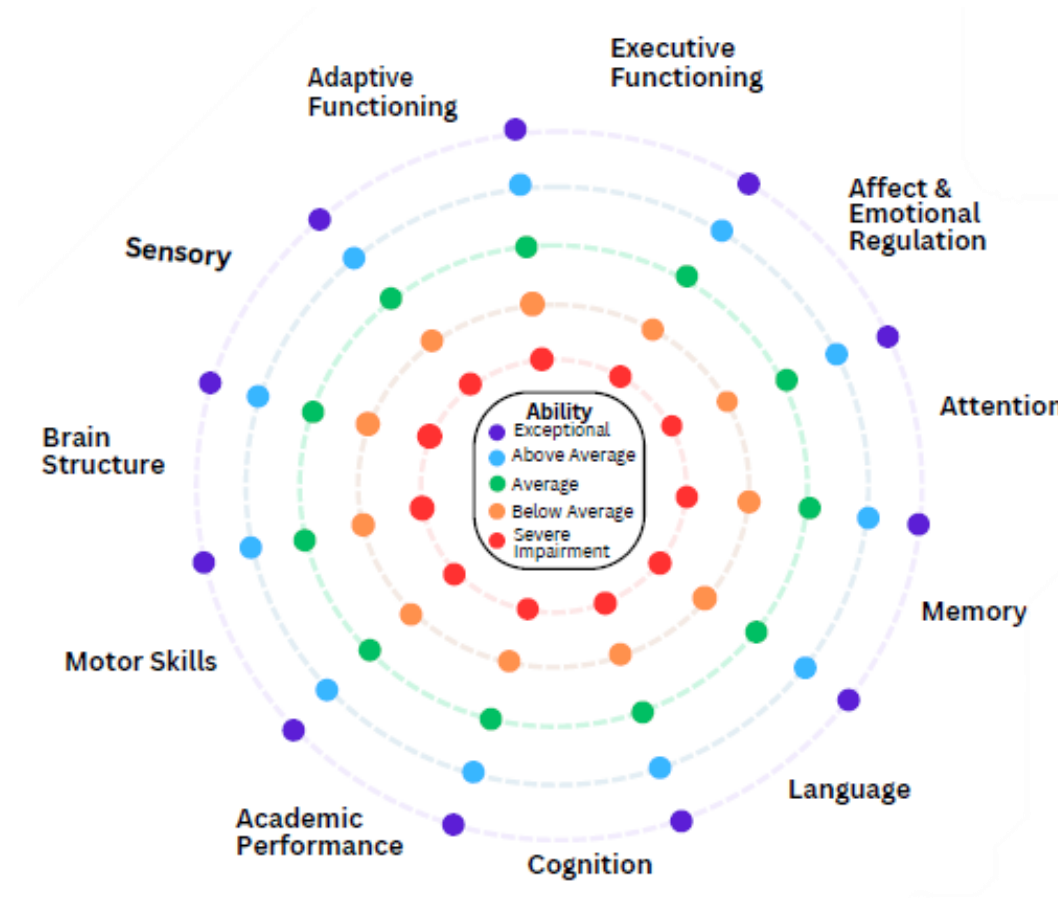 Executive
Functioning
Adaptive
Functioning
Affect &
Emotional
Regulation
Sensory
Attention
Ability
Exceptional
Above Average
Average
Below Average
Severe
Impairment
Brain
Structure
Memory
Motor Skills
Language
Academic
Performance
Cognition